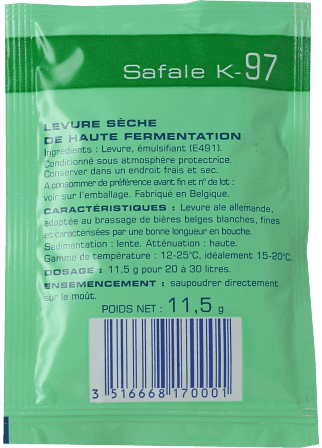 Safale K-97
LEVURE SÈCHE
DE HAUTE FERMENTATION
Ingrédients : Levure, émulsifiant (E491).
Conditionné sous atmosphère protectrice.
Conserver dans un endroit frais et sec.
A consommer de préférence avant fin et n° de lot :
voir sur l'emballage. Fabriqué en Belgique.
CARACTÉRISTIQUES : Levure ale allemande,
adaptée au brassage de bières belges blanches, fines
et caractérisées par une bonne longueur en bouche.
Sedimentation : lente. Atténuation : haute.
Gamme de température : 12-25°C, idéalement 15-20°C.
DOSAGE : 11,5 g pour 20 à 30 litres.
ENSEMENCEMENT : saupoudrer directement
sur le moût.
POIDS NET : 11,5 g
3 516668 170001